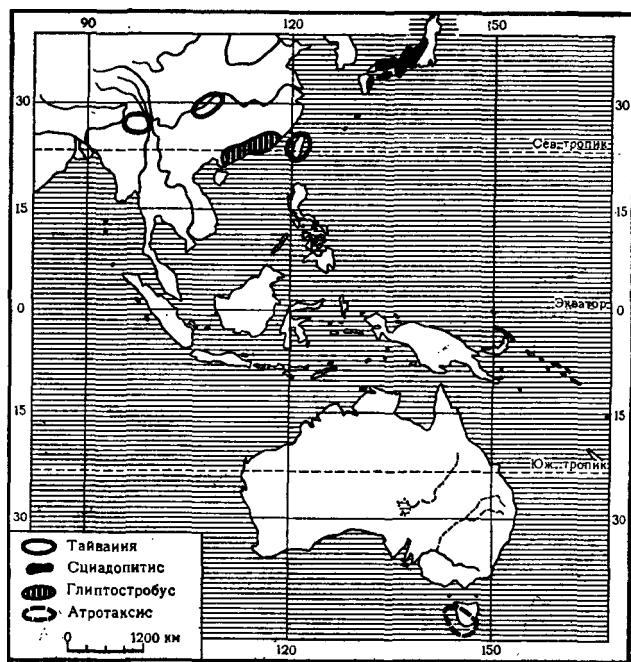 90 120 150
30 30
Сев. тропик
15 15
Экватор
0 0
15 15
Юж. тропик
30 30
Тайвания
Сциадопитис
Глиптостробус
Атротаксис
0 1200 км
120 150